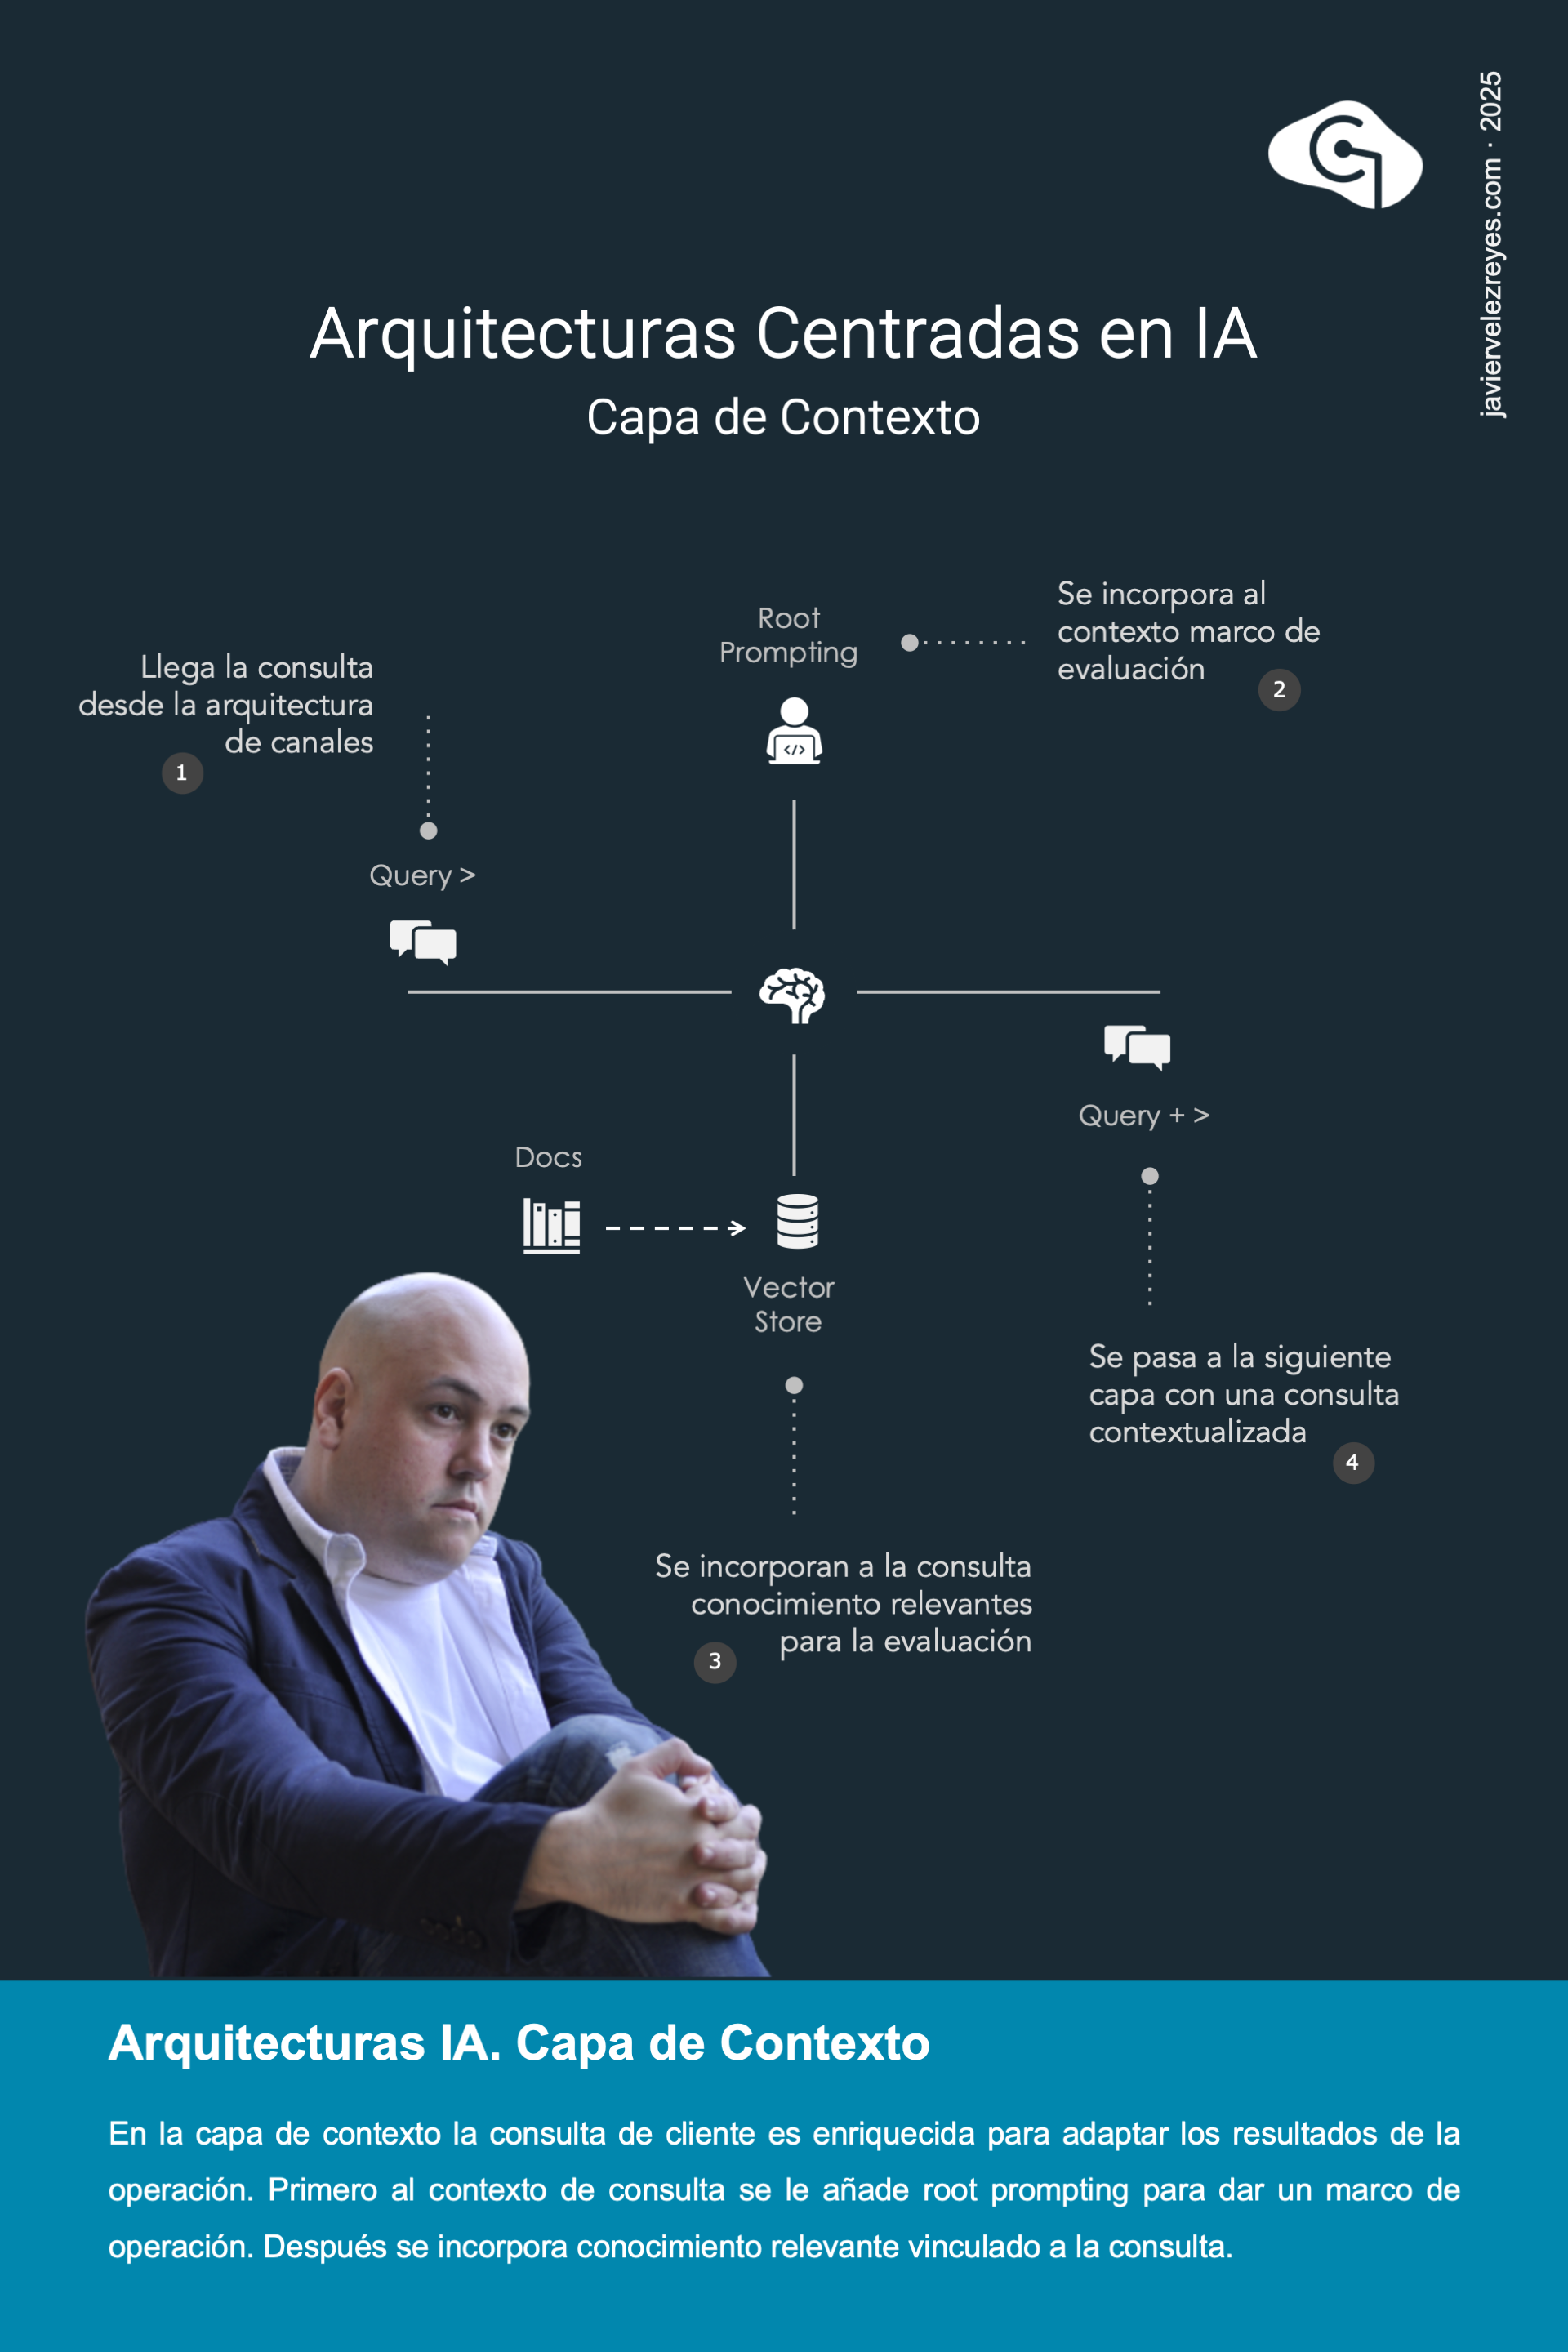 javiervelezreyes.com · 2025
Arquitecturas Centradas en IA
Capa de Contexto
Llega la consulta
desde la arquitectura
de canales
1
Root
Prompting
Se incorpora al
contexto marco de
evaluación
2
Query >
Query + >
Docs
Vector
Store
Se pasa a la siguiente
capa con una consulta
contextualizada
4
Se incorporan a la consulta
conocimiento relevantes
para la evaluación
3
Arquitecturas IA. Capa de Contexto
En la capa de contexto la consulta de cliente es enriquecida para adaptar los resultados de la
operación. Primero al contexto de consulta se le añade root prompting para dar un marco de
operación. Después se incorpora conocimiento relevante vinculado a la consulta.